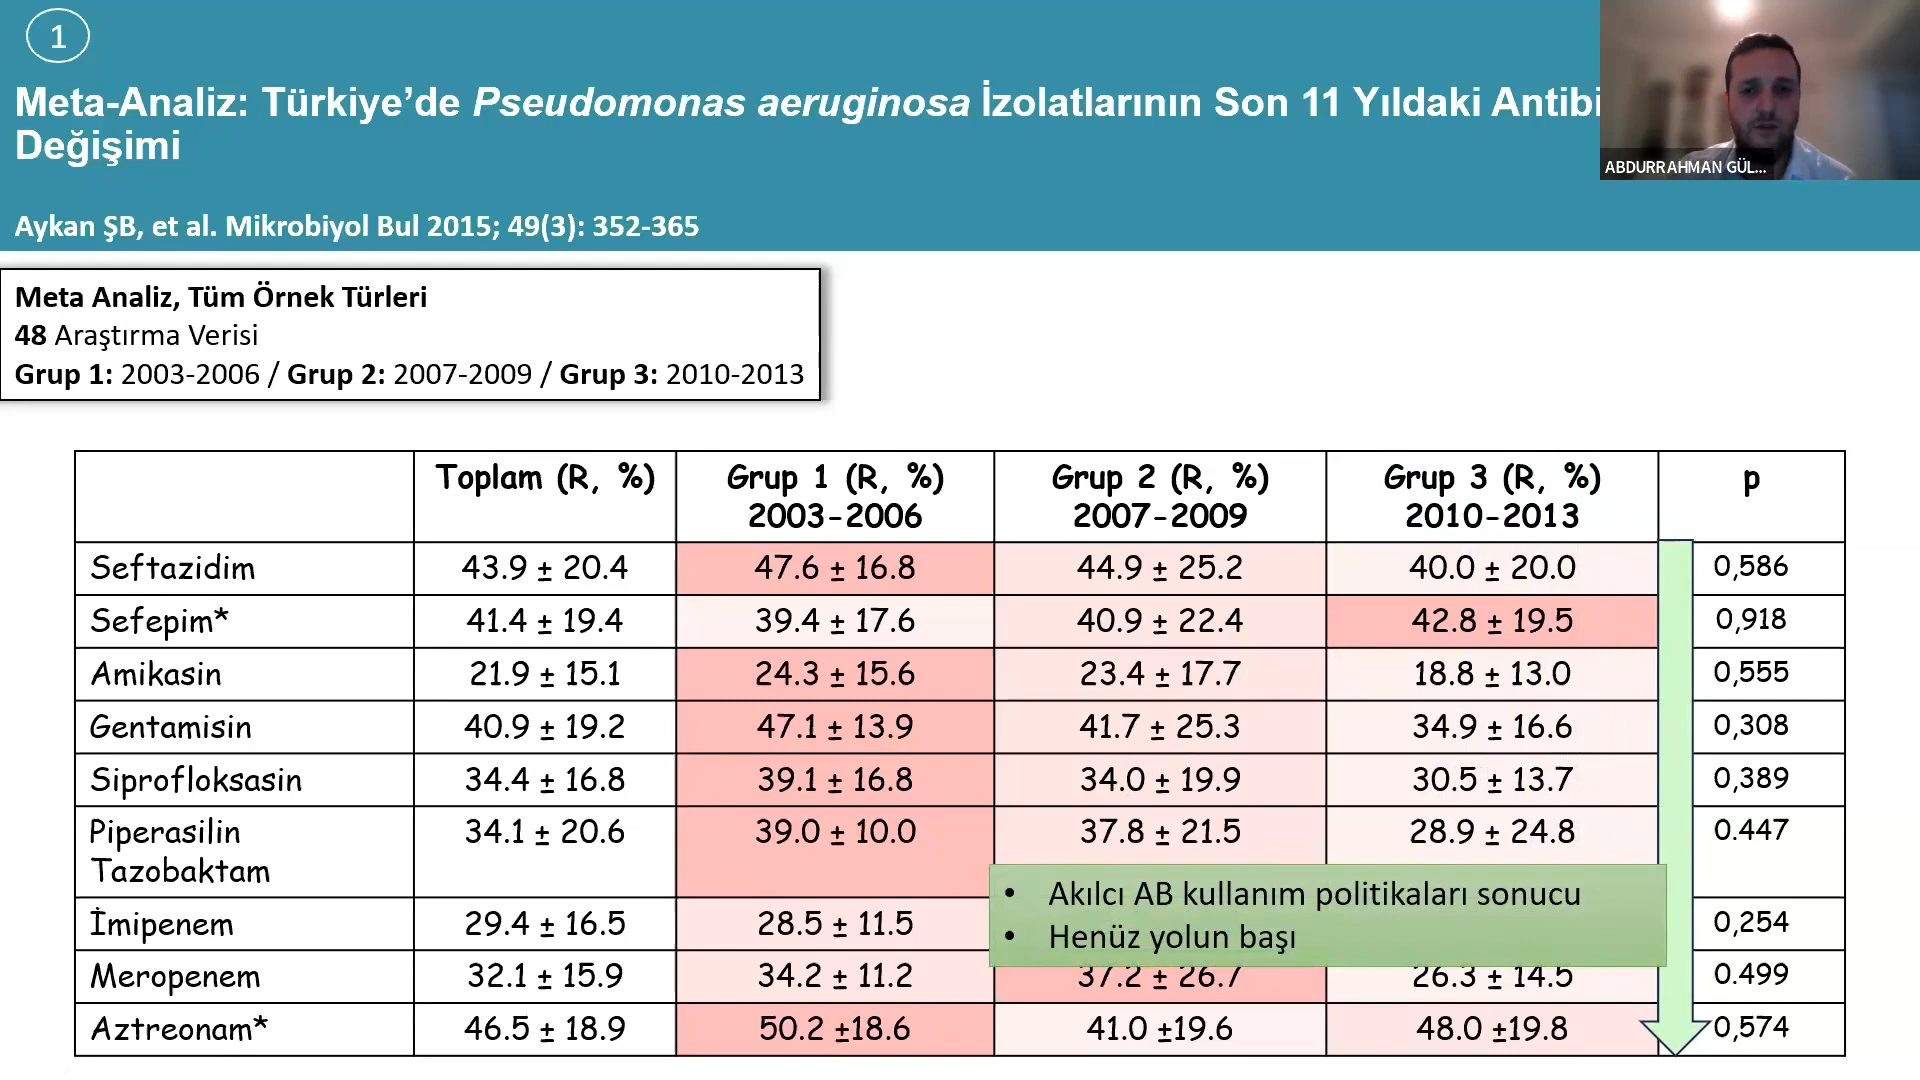 1
Meta-Analiz: Türkiye’de Pseudomonas aeruginosa İzolatlarının Son 11 Yıldaki Antibi
Değişimi
ABDURRAHMAN GÜL...
Aykan ŞB, et al. Mikrobiyol Bul 2015; 49(3): 352-365
Meta Analiz, Tüm Örnek Türleri
48 Araştırma Verisi
Grup 1: 2003-2006 / Grup 2: 2007-2009 / Grup 3: 2010-2013
Toplam (R, %) Grup 1 (R, %) Grup 2 (R, %) Grup 3 (R, %) p
2003-2006 2007-2009 2010-2013
Seftazidim 43.9 ± 20.4 47.6 ± 16.8 44.9 ± 25.2 40.0 ± 20.0 0,586
Sefepim* 41.4 ± 19.4 39.4 ± 17.6 40.9 ± 22.4 42.8 ± 19.5 0,918
Amikasin 21.9 ± 15.1 24.3 ± 15.6 23.4 ± 17.7 18.8 ± 13.0 0,555
Gentamisin 40.9 ± 19.2 47.1 ± 13.9 41.7 ± 25.3 34.9 ± 16.6 0,308
Siprofloksasin 34.4 ± 16.8 39.1 ± 16.8 34.0 ± 19.9 30.5 ± 13.7 0,389
Piperasilin 34.1 ± 20.6 39.0 ± 10.0 37.8 ± 21.5 28.9 ± 24.8 0.447
Tazobaktam
• Akılcı AB kullanım politikaları sonucu
• Henüz yolun başı
İmipenem 29.4 ± 16.5 28.5 ± 11.5 0,254
Meropenem 32.1 ± 15.9 34.2 ± 11.2 37.2 ± 26.7 26.3 ± 14.5 0.499
Aztreonam* 46.5 ± 18.9 50.2 ±18.6 41.0 ±19.6 48.0 ±19.8 0,574